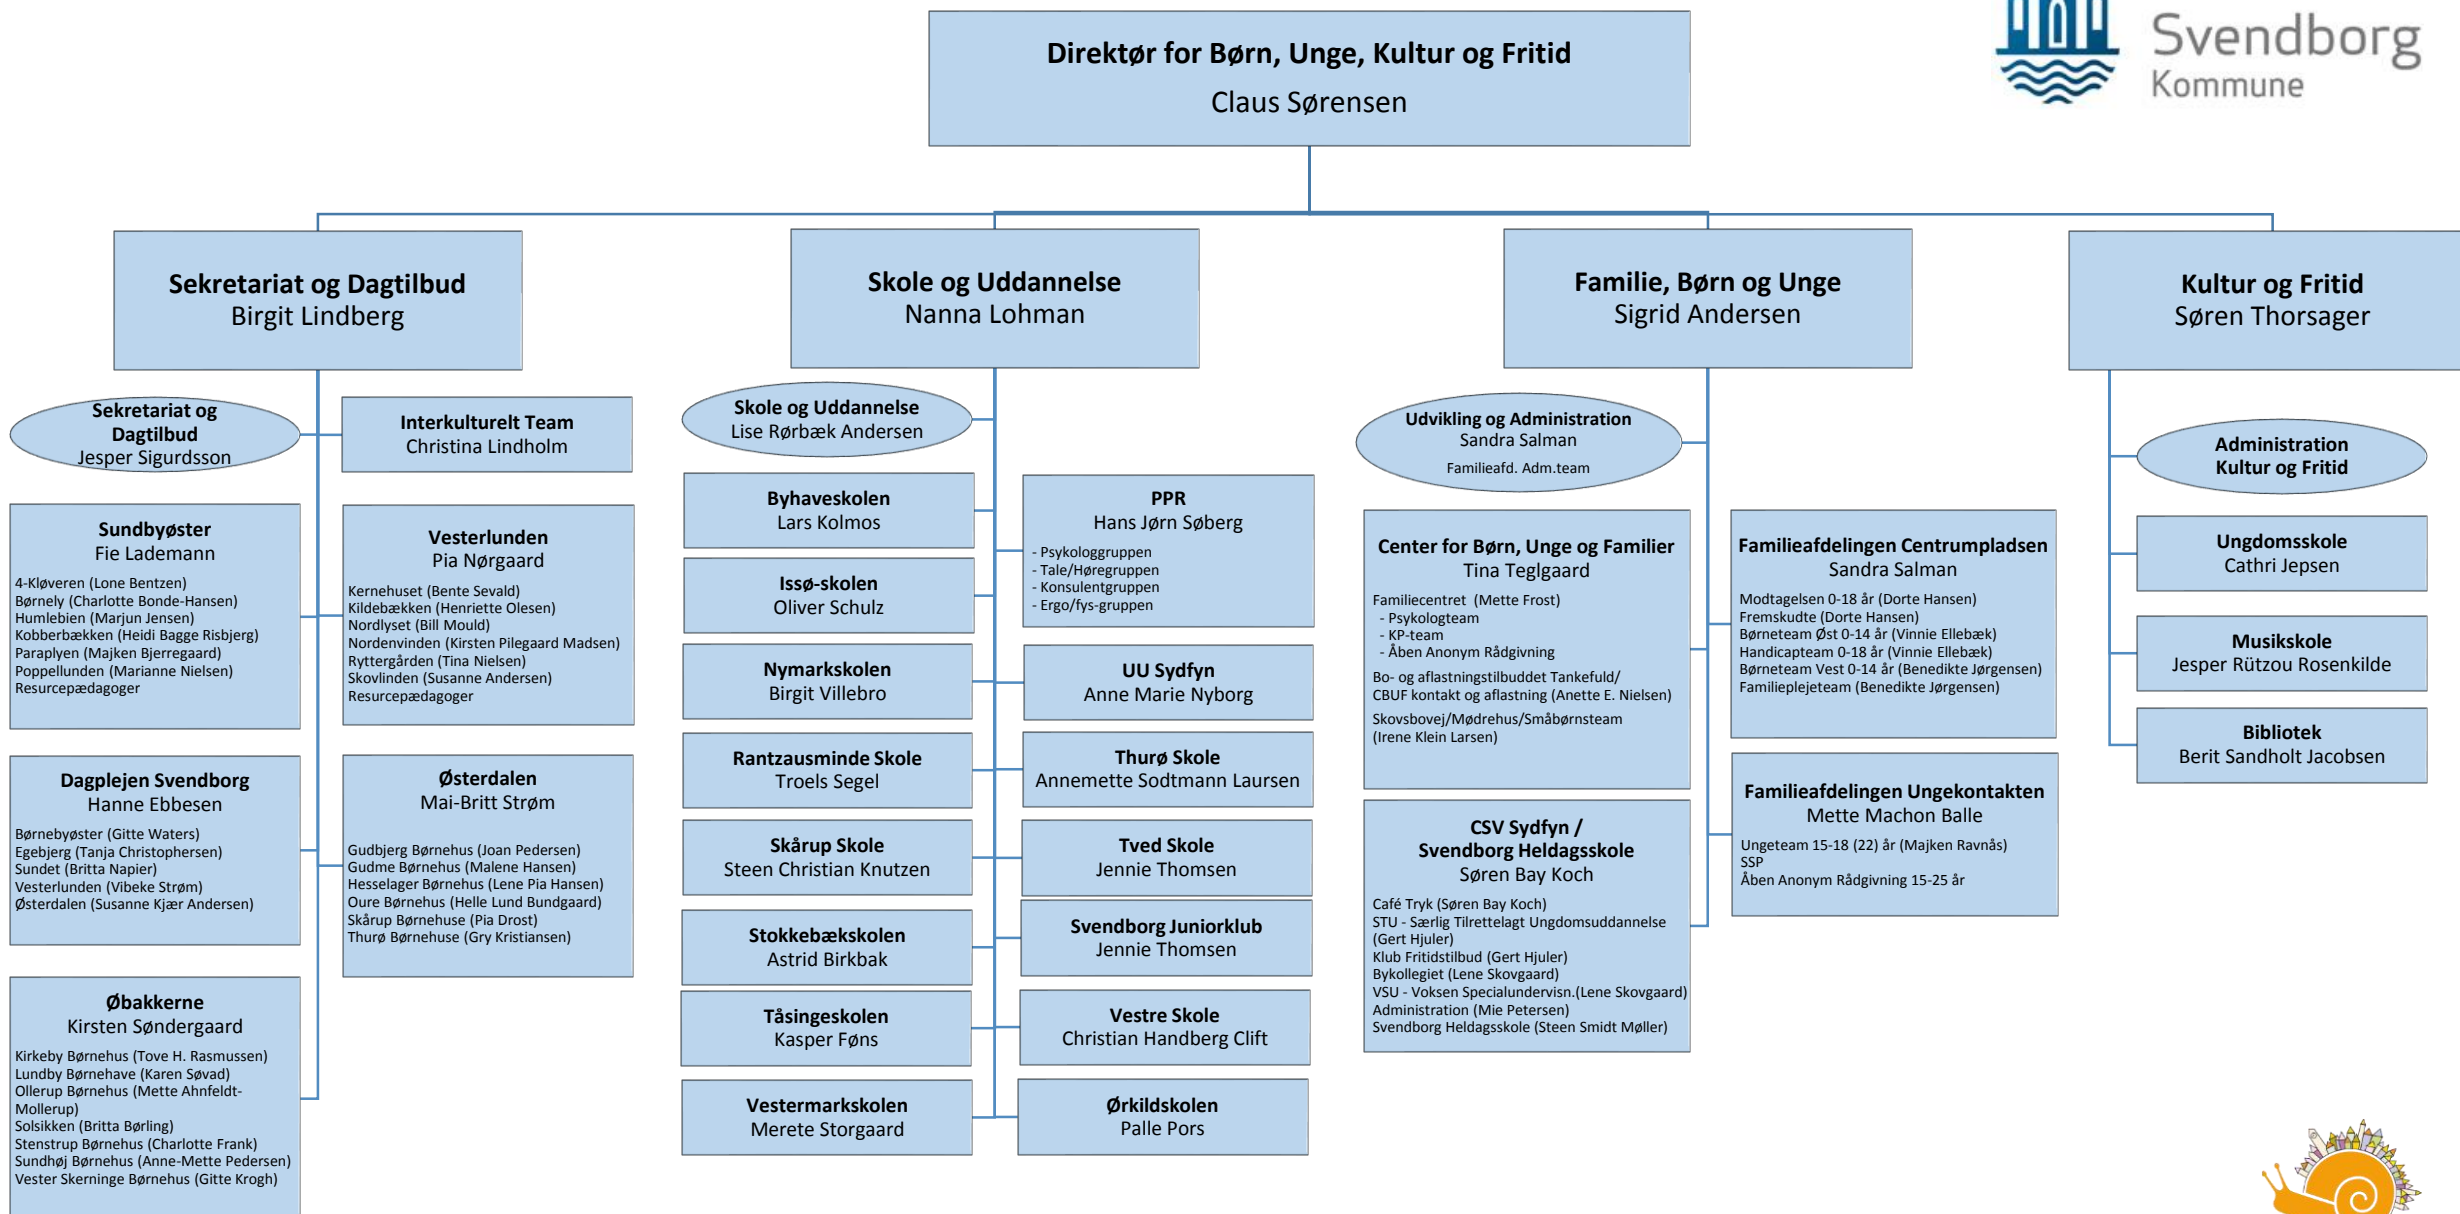 Direktør for Børn, Unge, Kultur og Fritid
Claus Sørensen
Svendborg
Kommune
Sekretariat og Dagtilbud
Birgit Lindberg
Sekretariat og
Dagtilbud
Jesper Sigurdsson
Interkulturelt Team
Christina Lindholm
Sundbyøster
Fie Lademann
4-Kløveren (Lone Bentzen)
Børnely (Charlotte Bonde-Hansen)
Humlebien (Marjun Jensen)
Kobberbækken (Heidi Bagge Risbjerg)
Paraplyen (Majken Bjerregaard)
Poppellunden (Marianne Nielsen)
Resurcepædagoger
Vesterlunden
Pia Nørgaard
Kernehuset (Bente Sevald)
Kildebækken (Henriette Olesen)
Nordlyset (Bill Mould)
Nordenvinden (Kirsten Pilegaard Madsen)
Ryttergården (Tina Nielsen)
Skovlinden (Susanne Andersen)
Resurcepædagoger
Dagplejen Svendborg
Hanne Ebbesen
Børnebyøster (Gitte Waters)
Egebjerg (Tanja Christophersen)
Sundet (Britta Napier)
Vesterlunden (Vibeke Strøm)
Østerdalen (Susanne Kjær Andersen)
Østerdalen
Mai-Britt Strøm
Gudbjerg Børnehus (Joan Pedersen)
Gudme Børnehus (Malene Hansen)
Hesselager Børnehus (Lene Pia Hansen)
Oure Børnehus (Helle Lund Bundgaard)
Skårup Børnehuse (Pia Drost)
Thurø Børnehuse (Gry Kristiansen)
Øbakkerne
Kirsten Søndergaard
Kirkeby Børnehus (Tove H. Rasmussen)
Lundby Børnehave (Karen Søvad)
Ollerup Børnehus (Mette Ahnfeldt-
Mollerup)
Solsikken (Britta Børling)
Stenstrup Børnehus (Charlotte Frank)
Sundhøj Børnehus (Anne-Mette Pedersen)
Vester Skerninge Børnehus (Gitte Krogh)
Skole og Uddannelse
Nanna Lohman
Skole og Uddannelse
Lise Rørbæk Andersen
Byhaveskolen
Lars Kolmos
PPR
Hans Jørn Søberg
- Psykologgruppen
- Tale/Høregruppen
- Konsulentgruppen
- Ergo/fys-gruppen
Issø-skolen
Oliver Schulz
Nymarkskolen
Birgit Villebro
UU Sydfyn
Anne Marie Nyborg
Rantzausminde Skole
Troels Segel
Thurø Skole
Annemette Sodtmann Laursen
Skårup Skole
Steen Christian Knutzen
Tved Skole
Jennie Thomsen
Stokkebækskolen
Astrid Birkbak
Svendborg Juniorklub
Jennie Thomsen
Tåsingeskolen
Kasper Føns
Vestre Skole
Christian Handberg Clift
Vestermarkskolen
Merete Storgaard
Ørkildskolen
Palle Pors
Familie, Børn og Unge
Sigrid Andersen
Udvikling og Administration
Sandra Salman
Familieafd. Adm.team
Center for Børn, Unge og Familier
Tina Teglgaard
Familiecentret (Mette Frost)
- Psykologteam
- KP-team
- Åben Anonym Rådgivning
Bo- og aflastningstilbuddet Tankefuld/
CBUF kontakt og aflastning (Anette E. Nielsen)
Skovsbovej/Mødrehus/Småbørnsteam
(Irene Klein Larsen)
Familieafdelingen Centrumpladsen
Sandra Salman
Modtagelsen 0-18 år (Dorte Hansen)
Fremskudte (Dorte Hansen)
Børneteam Øst 0-14 år (Vinnie Ellebæk)
Handicapteam 0-18 år (Vinnie Ellebæk)
Børneteam Vest 0-14 år (Benedikte Jørgensen)
Familieplejeteam (Benedikte Jørgensen)
CSV Sydfyn /
Svendborg Heldagsskole
Søren Bay Koch
Café Tryk (Søren Bay Koch)
STU - Særlig Tilrettelagt Ungdomsuddannelse
(Gert Hjuler)
Klub Fritidstilbud (Gert Hjuler)
Bykollegiet (Lene Skovgaard)
VSU - Voksen Specialundervisn.(Lene Skovgaard)
Administration (Mie Petersen)
Svendborg Heldagsskole (Steen Smidt Møller)
Familieafdelingen Ungekontakten
Mette Machon Balle
Ungeteam 15-18 (22) år (Majken Ravnås)
SSP
Åben Anonym Rådgivning 15-25 år
Kultur og Fritid
Søren Thorsager
Administration
Kultur og Fritid
Ungdomsskole
Cathri Jepsen
Musikskole
Jesper Rützou Rosenkilde
Bibliotek
Berit Sandholt Jacobsen